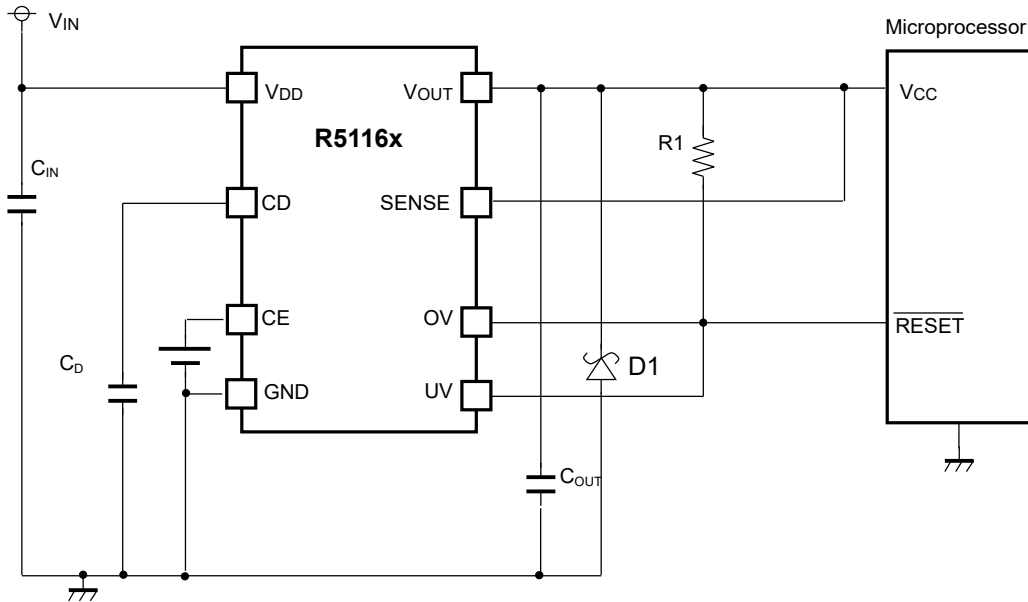 VIN
Microprocessor
VDD
VOUT
VCC
R5116x
R1
CIN
CD
SENSE
CE
OV
RESET
CD
D1
GND
UV
COUT